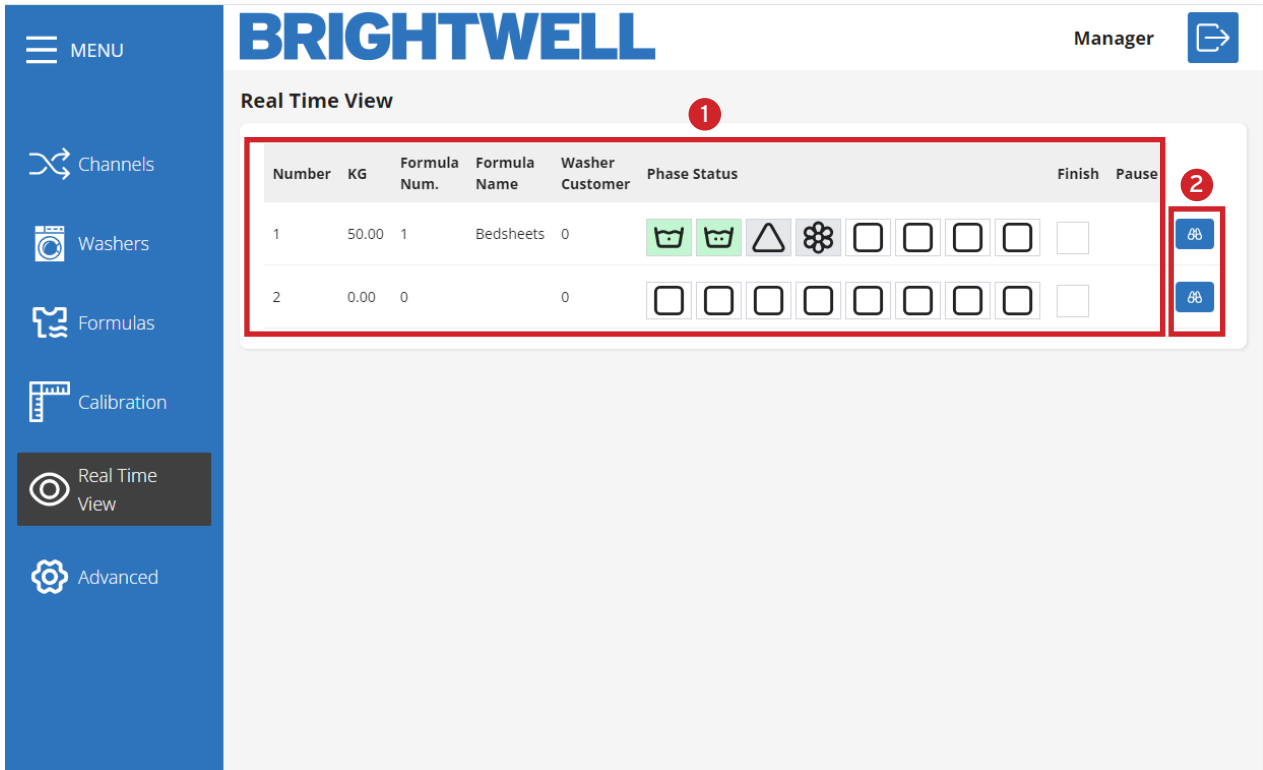 MENU
BRIGHTWELL
Manager
Real Time View
1
Channels
Washers
Formulas
Calibration
Real Time
View
Advanced
Number KG Formula Num. Formula Name Washer Customer Phase Status Finish Pause
2
1 50.00 1 Bedsheets 0
2 0.00 0 0